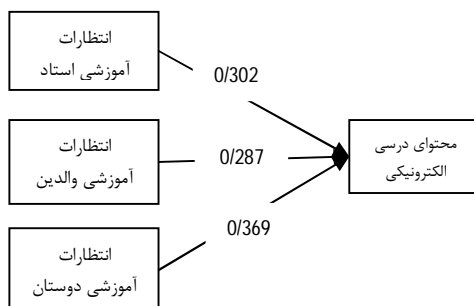 انتظارات
آموزشی استاد
0/302
انتظارات
آموزشی والدین
0/287
محتوای درسی
الکترونیکی
0/369
انتظارات
آموزشی دوستان